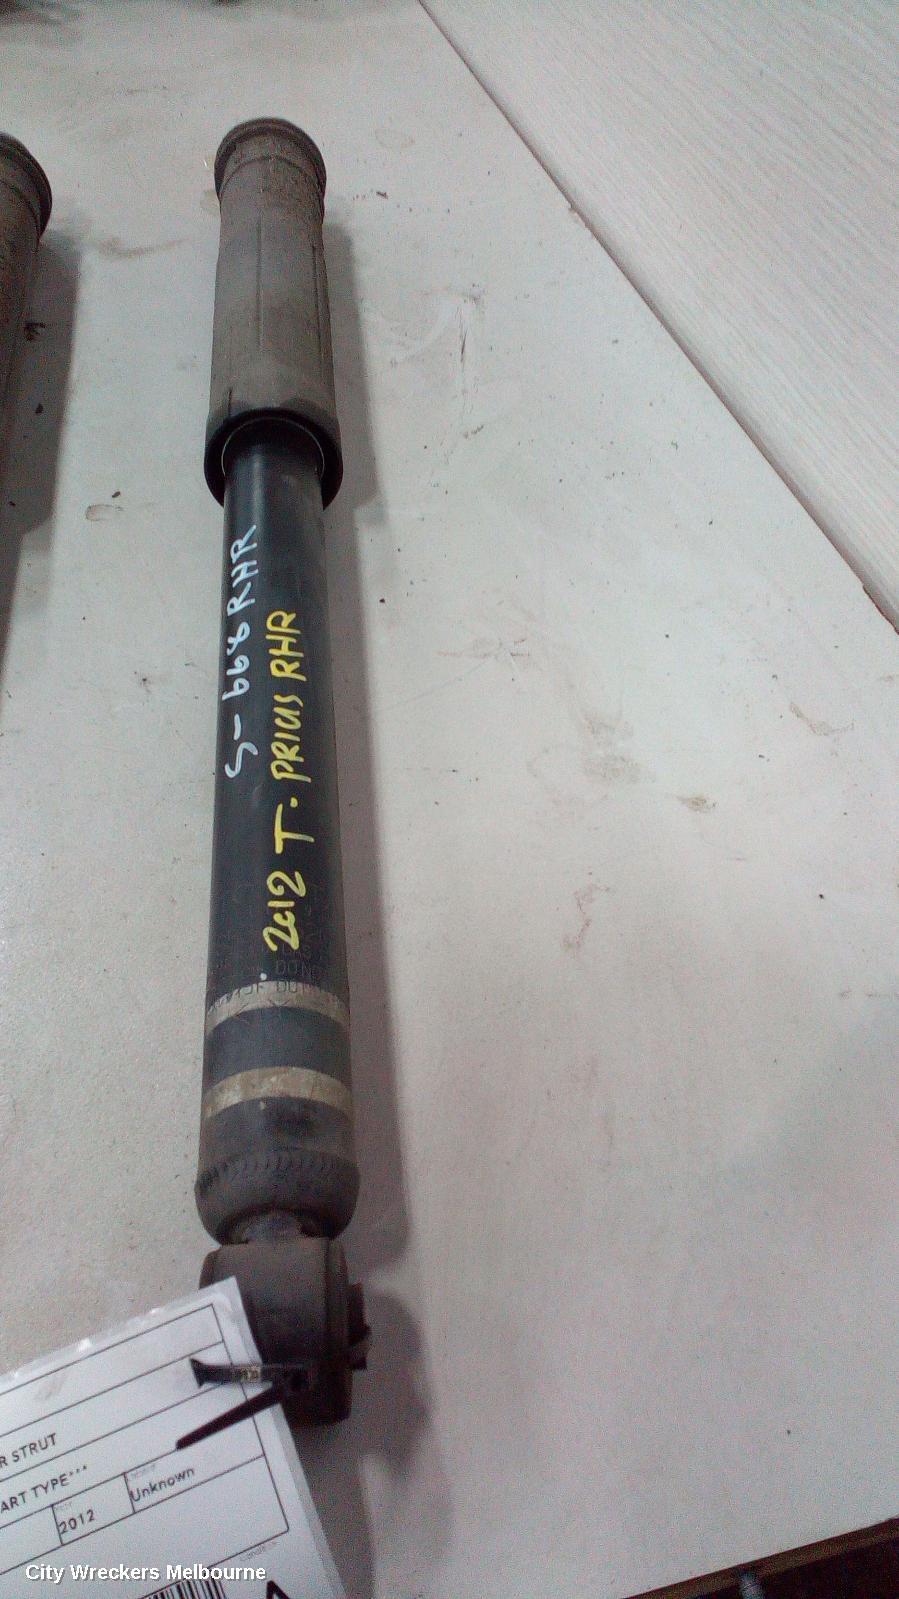 S-668 RHR
2012 T. PRIUS RHR
R STRUT
ART TYPE***
2012
Unknown
City Wreckers Melbourne